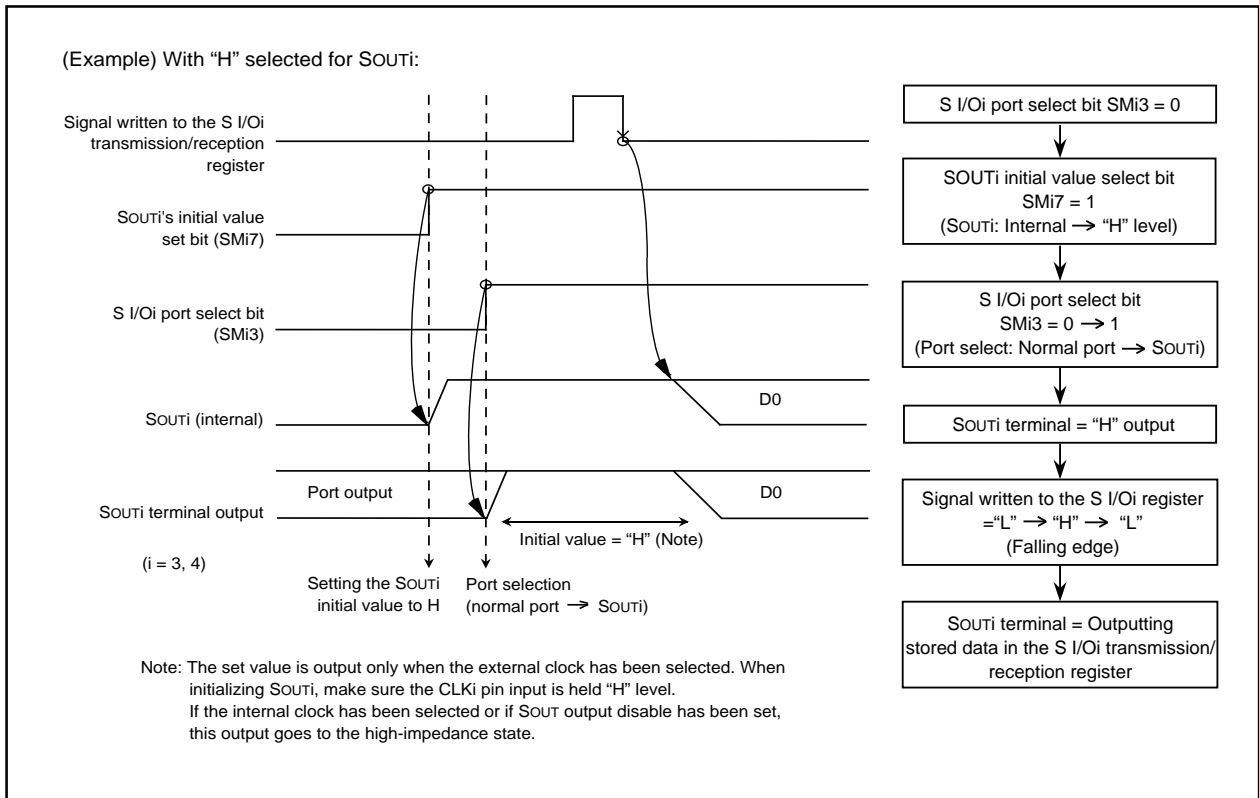 (Example) With “H” selected for SOUTi:
Signal written to the S I/Oi
transmission/reception
register
SOUTi's initial value
set bit (SMi7)
S I/Oi port select bit
(SMi3)
SOUTi (internal)
D0
Port output
D0
SOUTi terminal output
Initial value = “H” (Note)
(i = 3, 4)
Setting the SOUTi
initial value to H
Port selection
(normal port → SOUTi)
Note: The set value is output only when the external clock has been selected. When
initializing SOUTi, make sure the CLKi pin input is held “H” level.
If the internal clock has been selected or if SOUT output disable has been set,
this output goes to the high-impedance state.
S I/Oi port select bit SMi3 = 0
SOUTi initial value select bit
SMi7 = 1
(SOUTi: Internal → “H” level)
S I/Oi port select bit
SMi3 = 0 → 1
(Port select: Normal port → SOUTi)
SOUTi terminal = “H” output
Signal written to the S I/Oi register
=“L” → “H” → “L”
(Falling edge)
SOUTi terminal = Outputting
stored data in the S I/Oi transmission/
reception register